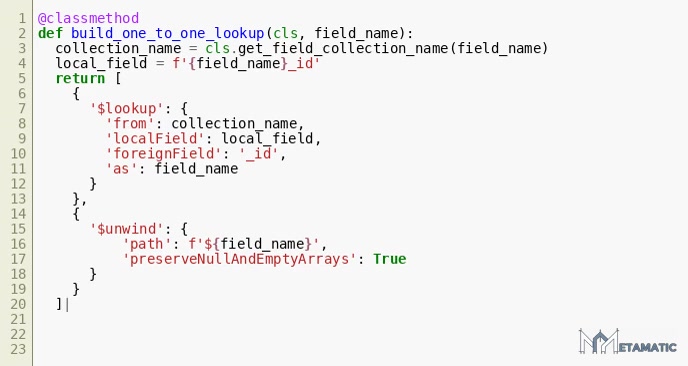 1 @classmethod
2 def build_one_to_one_lookup(cls, field_name):
3   collection_name = cls.get_field_collection_name(field_name)
4   local_field = f'{field_name}_id'
5   return [
6     {
7       '$lookup': {
8         'from': collection_name,
9         'localField': local_field,
10         'foreignField': '_id',
11         'as': field_name
12       }
13     },
14     {
15       '$unwind': {
16           'path': f'${field_name}',
17           'preserveNullAndEmptyArrays': True
18       }
19     }
20   ]
21
22
23
METAMATIC